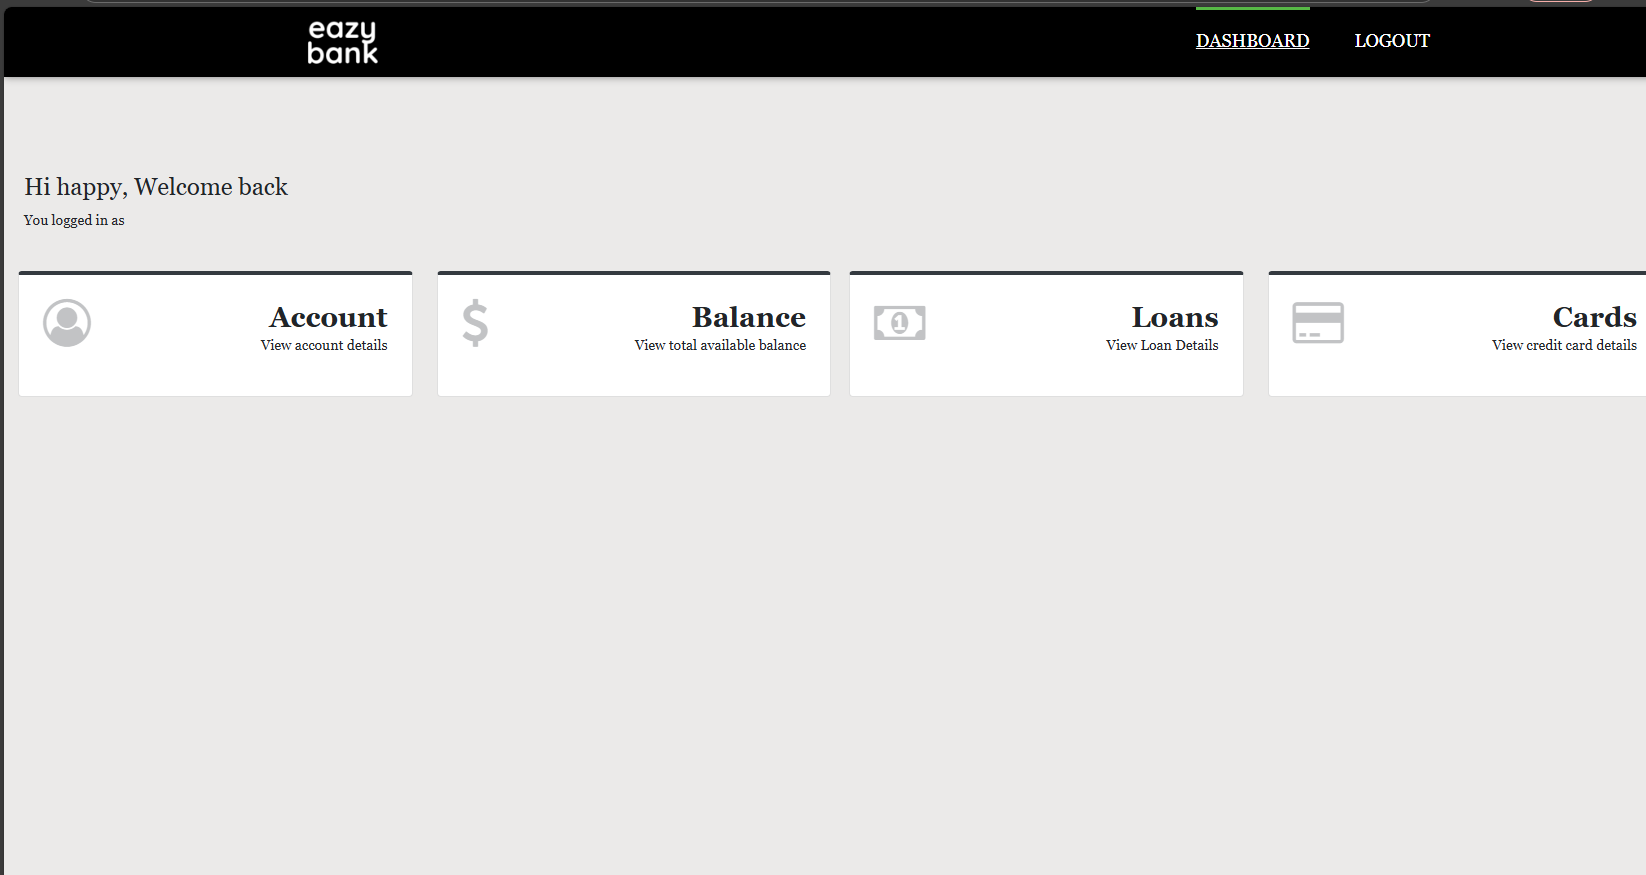 eazy
bank
DASHBOARD
LOGOUT
Hi happy, Welcome back
You logged in as
Account
View account details
Balance
View total available balance
1
Loans
View Loan Details
Cards
View credit card details